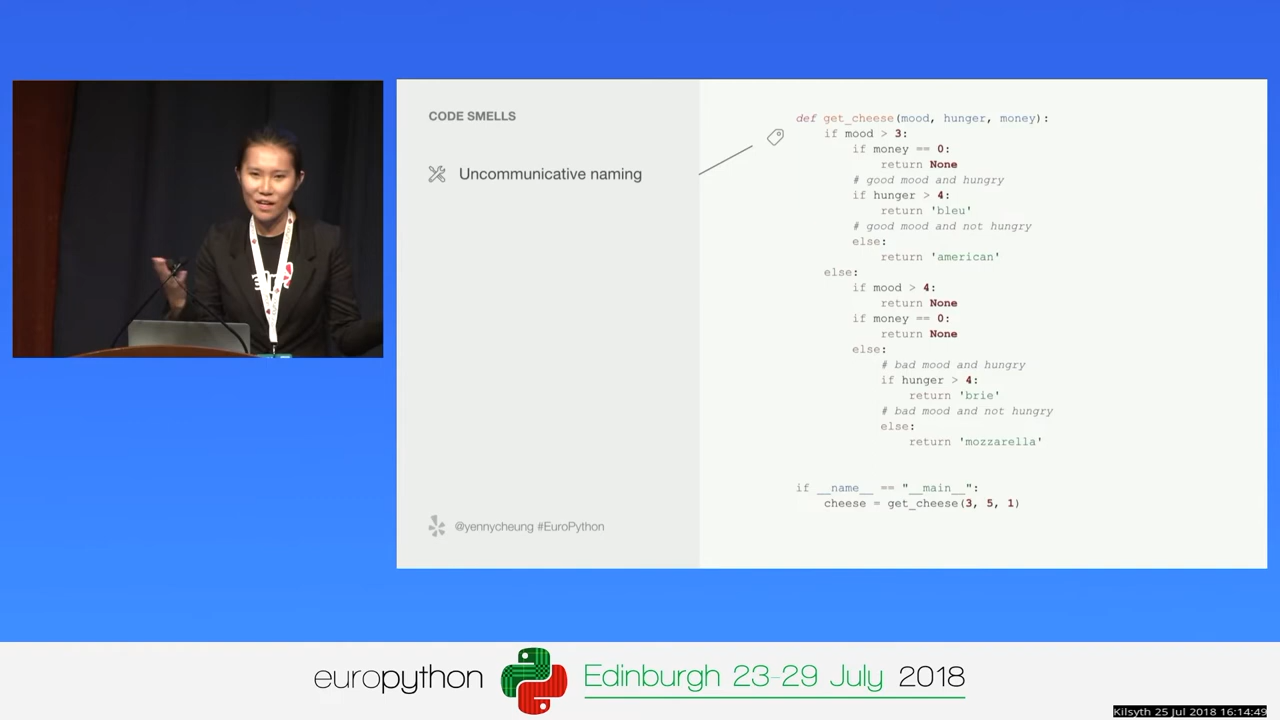 CODE SMELLS
Uncommunicative naming
@yennycheung #EuroPython
def get_cheese(mood, hunger, money):
    if mood > 3:
        if money == 0:
            return None
        # good mood and hungry
        if hunger > 4:
            return 'bleu'
        # good mood and not hungry
        else:
            return 'american'
    else:
        if mood > 4:
            return None
        if money == 0:
            return None
        else:
            # bad mood and hungry
            if hunger > 4:
                return 'brie'
            # bad mood and not hungry
            else:
                return 'mozzarella'
if __name__ == "__main__":
    cheese = get_cheese(3, 5, 1)
europython Edinburgh 23-29 July 2018
Kilsyth 25 Jul 2018 16:14:49